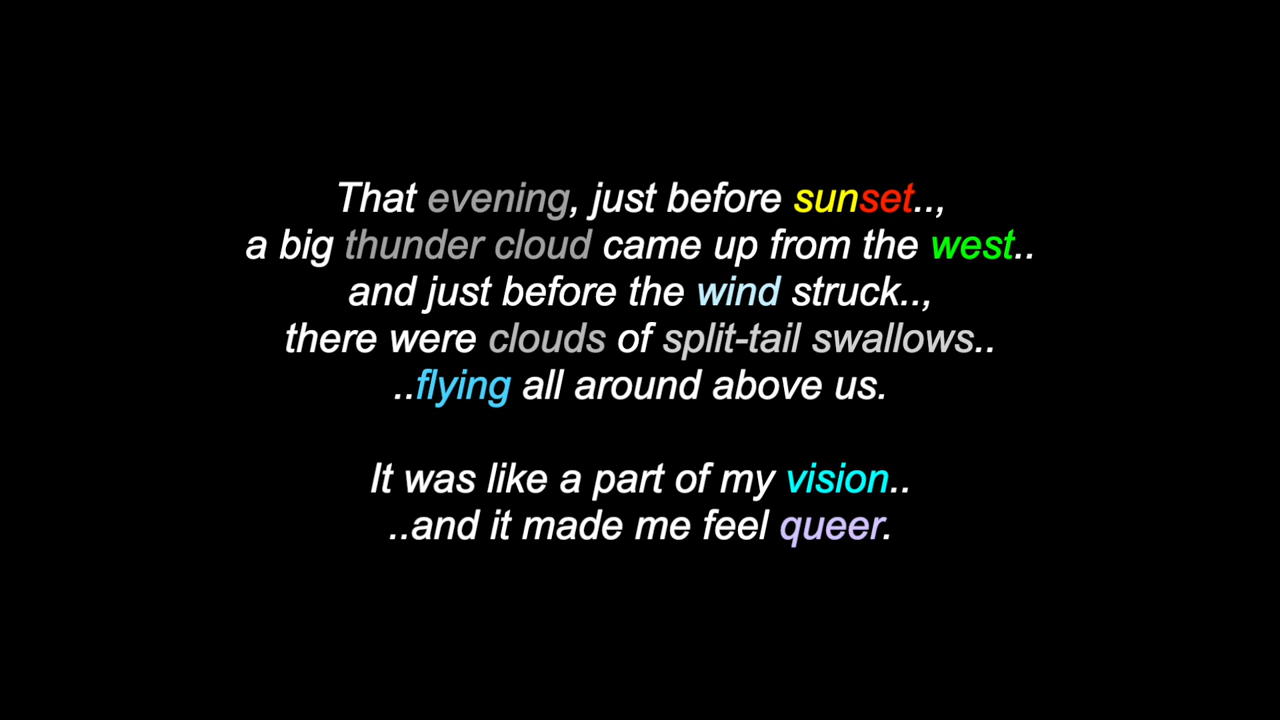 That evening, just before sunset..,
a big thunder cloud came up from the west..
and just before the wind struck..,
there were clouds of split-tail swallows..
..flying all around above us.
It was like a part of my vision..
..and it made me feel queer.